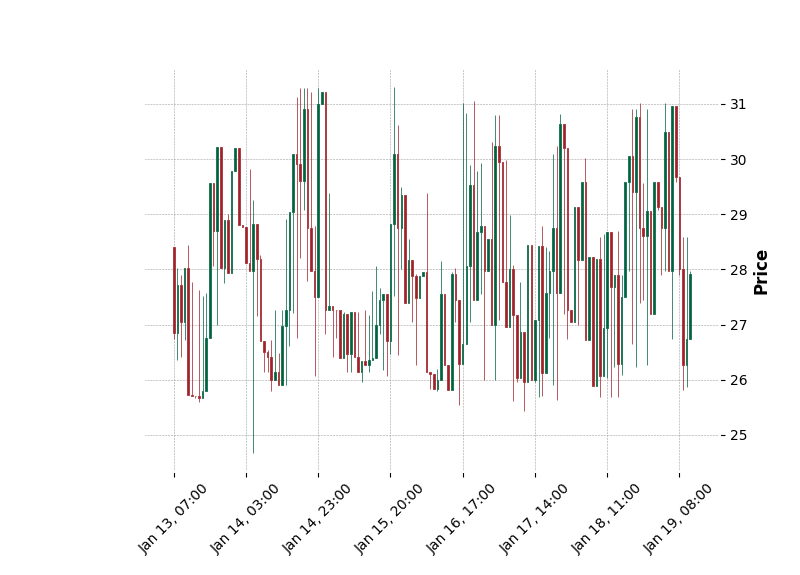 31
30
29
28
27
26
25
Price
Jan 13, 07:00
Jan 14, 03:00
Jan 14, 23:00
Jan 15, 20:00
Jan 16, 17:00
Jan 17, 14:00
Jan 18, 11:00
Jan 19, 08:00